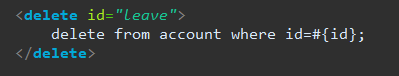 <delete id="leave">
delete from account where id=#{id};
</delete>